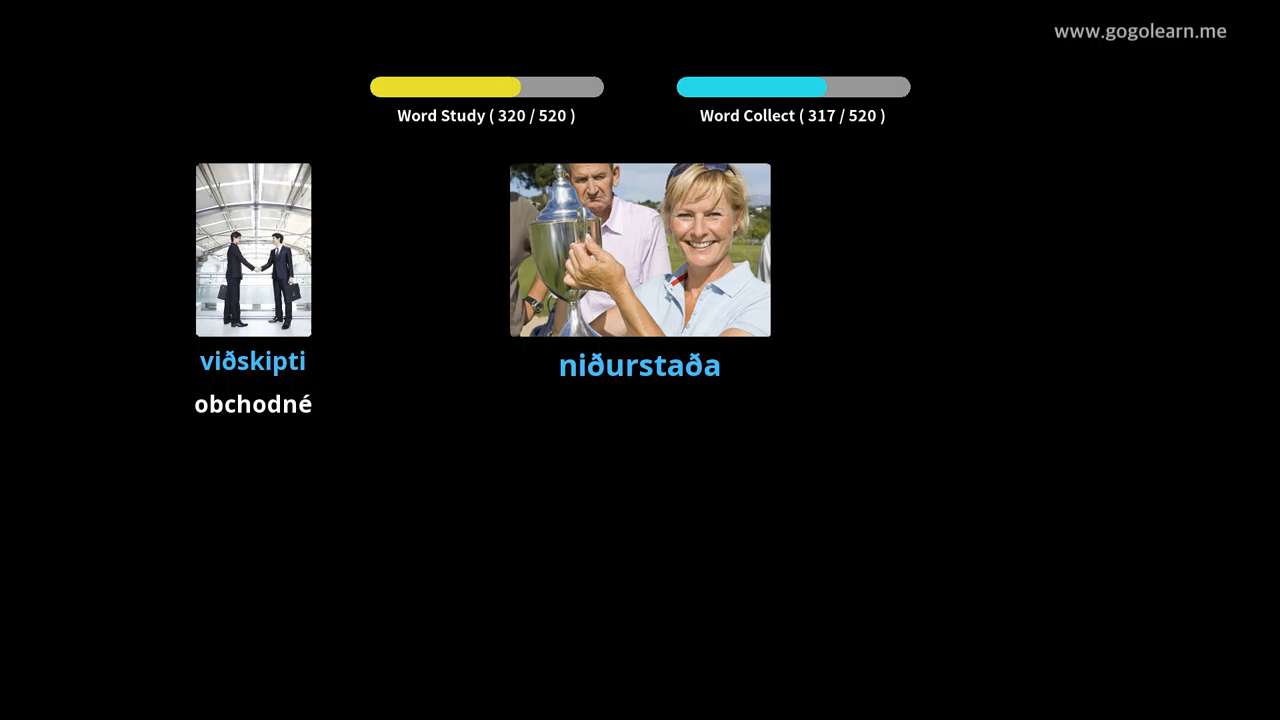 www.gogolearn.me
Word Study ( 320 / 520 )
Word Collect ( 317 / 520 )
viðskipti
obchodné
niðurstaða